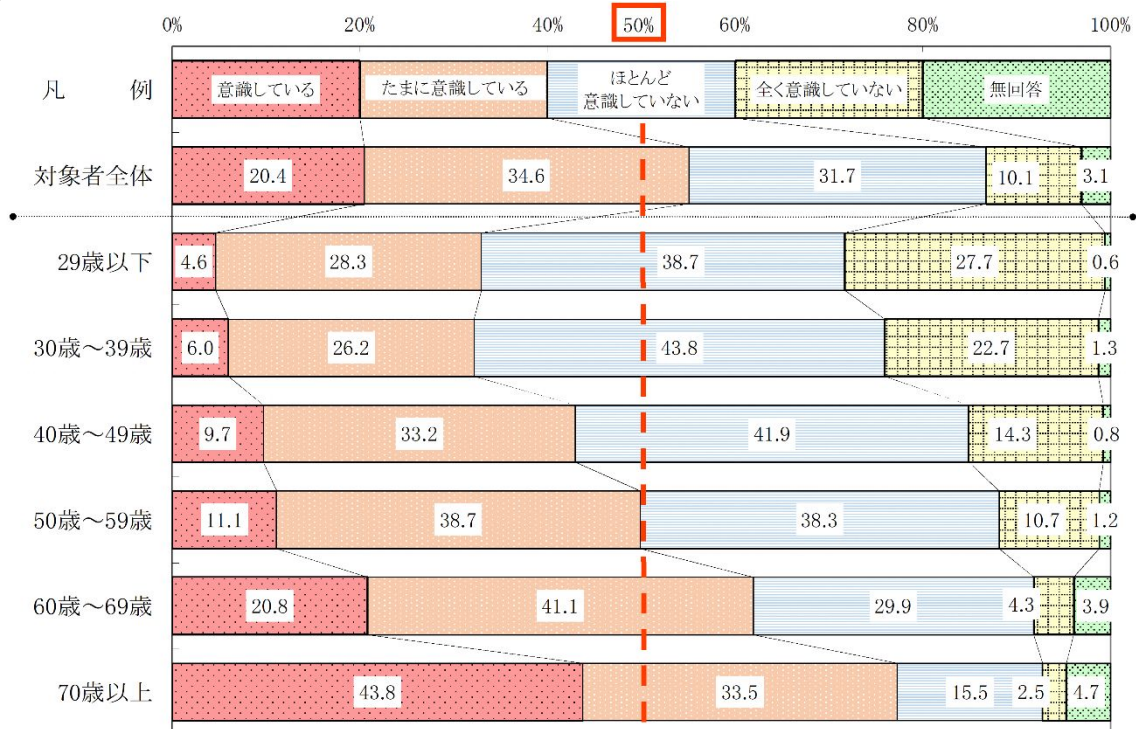 0% 20% 40% 50% 60% 80% 100%
凡 例
意識している
たまに意識している
ほとんど
意識していない
全く意識していない
無回答
対象者全体 20.4 34.6 31.7 10.1 3.1
29歳以下 4.6 28.3 38.7 27.7 0.6
30歳～39歳 6.0 26.2 43.8 22.7 1.3
40歳～49歳 9.7 33.2 41.9 14.3 0.8
50歳～59歳 11.1 38.7 38.3 10.7 1.2
60歳～69歳 20.8 41.1 29.9 4.3 3.9
70歳以上 43.8 33.5 15.5 2.5 4.7